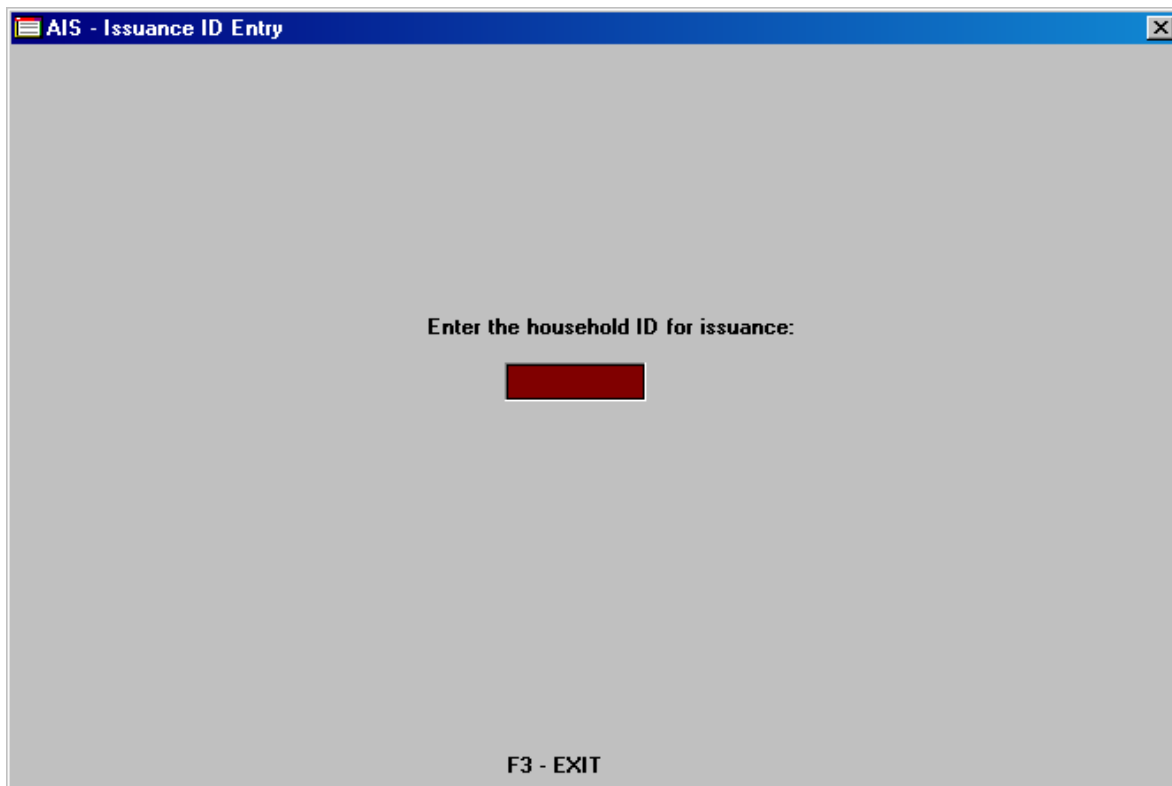 AIS - Issuance ID Entry
Enter the household ID for issuance:
F3 - EXIT